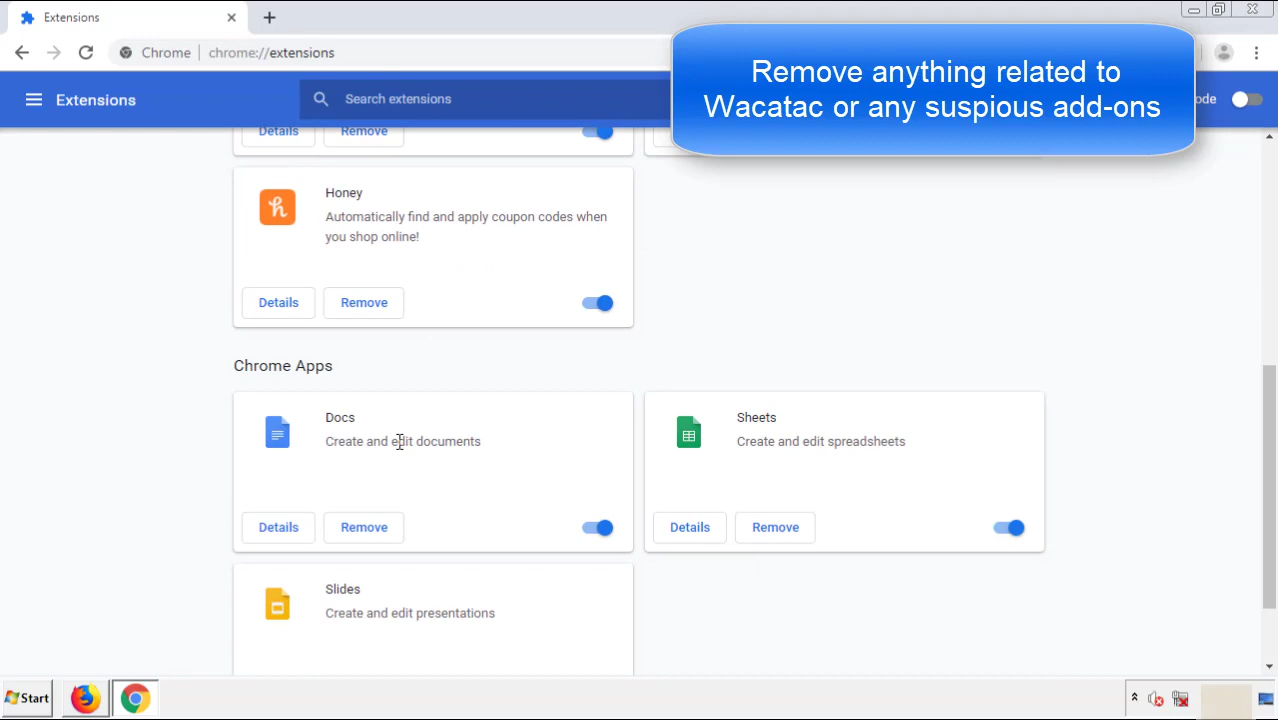 Extensions
Chrome
chrome://extensions
Remove anything related to
Wacatac or any suspious add-ons
Extensions
Search extensions
ode
Details
Remove
Honey
Automatically find and apply coupon codes when
you shop online!
Details
Remove
Chrome Apps
Docs
Create and edit documents
Details
Remove
Sheets
Create and edit spreadsheets
Details
Remove
Slides
Create and edit presentations
Start